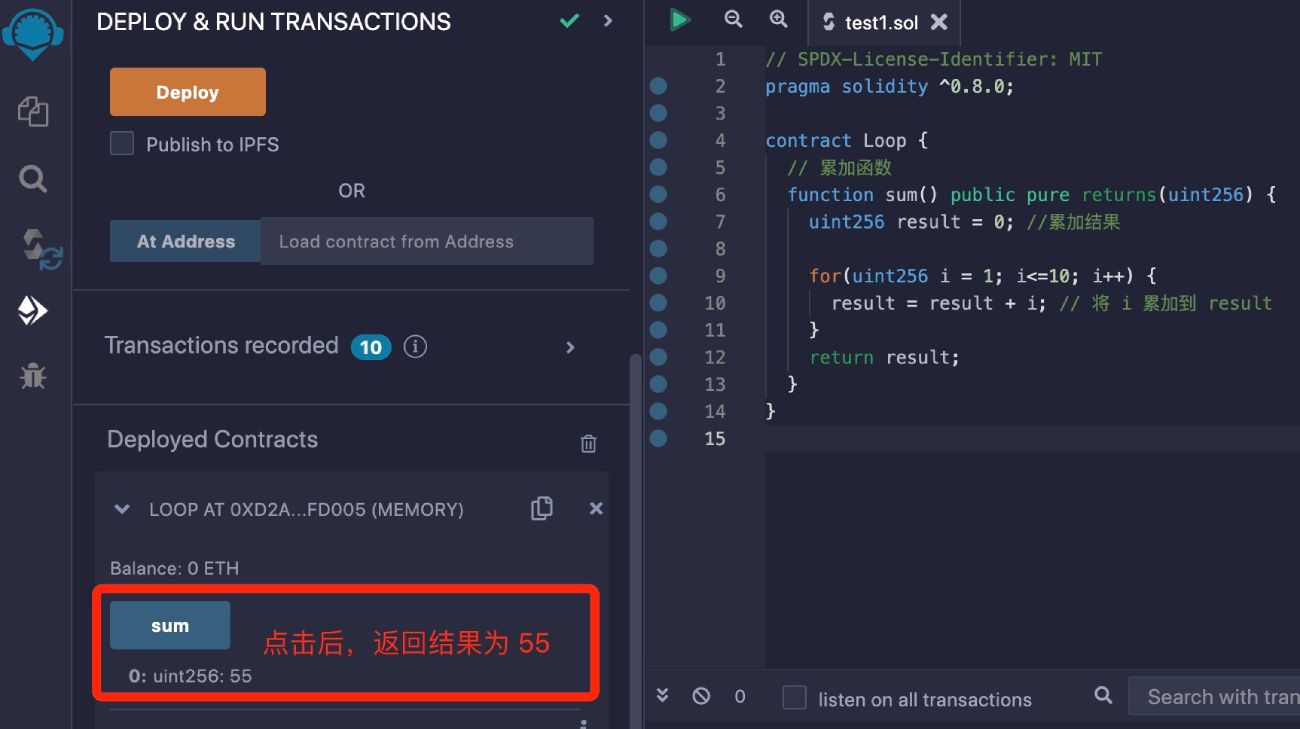 DEPLOY & RUN TRANSACTIONS
Deploy
Publish to IPFS
OR
At Address
Load contract from Address
Transactions recorded 10 i
Deployed Contracts
LOOP AT 0XD2A...FD005 (MEMORY)
Balance: 0 ETH
sum
点击后，返回结果为 55
0: uint256: 55
test1.sol
1 // SPDX-License-Identifier: MIT
2 pragma solidity ^0.8.0;
3
4 contract Loop {
5 // 累加函数
6 function sum() public pure returns(uint256) {
7 uint256 result = 0; //累加结果
8
9 for(uint256 i = 1; i<=10; i++) {
10 result = result + i; // 将 i 累加到 result
11 }
12 return result;
13 }
14 }
15
0
listen on all transactions
Search with tran